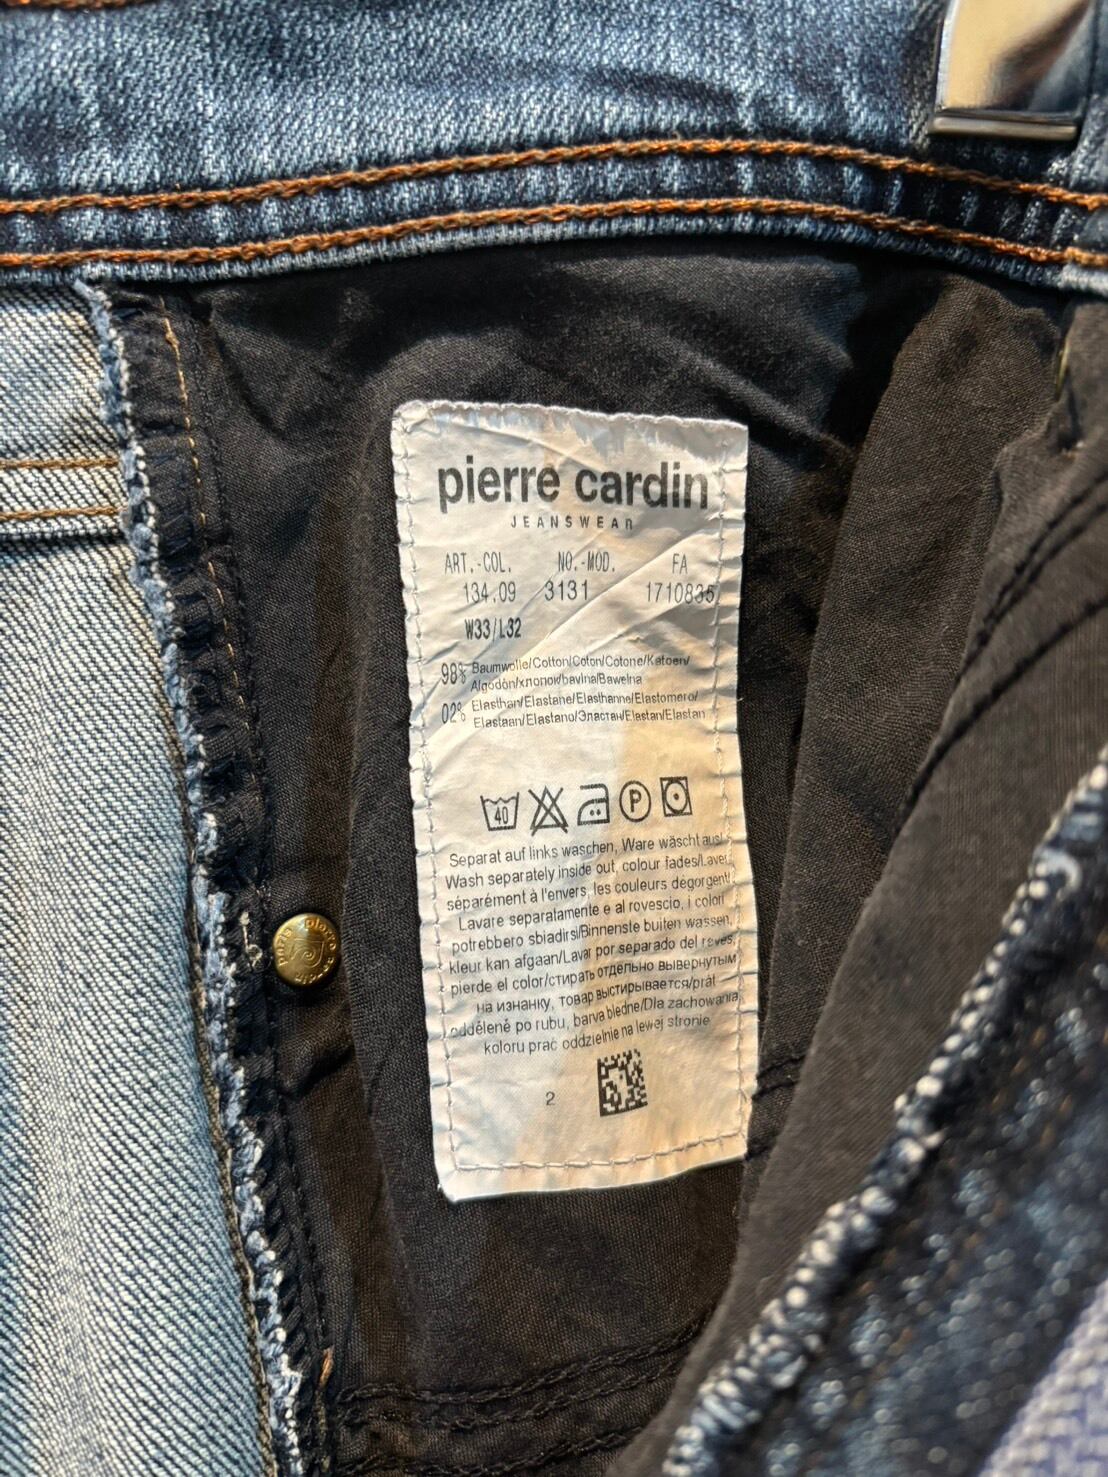 pierre cardin
JEANSWEAR
ART.-COL. NO.-MOD. FA
134.09 3131 1710835
W33/L32
98% Baumwolle/Cotton/Coton/Cotone/Katoen/
Algodón/хлопок/bavlna/Bawełna
02% Elasthan/Elastane/Elasthanne/Elastomero/
Elastaan/Elastano/Эластан/Elastan/Elastan
40 P
Separat auf links waschen, Ware wäscht aus!
Wash separately inside out, colour fades/Laver
séparément à l'envers, les couleurs dégorgent/
Lavare separatamente e al rovescio, i colori
potrebbero sbiadirsi/Binnenste buiten wassen,
kleur kan afgaan/Lavar por separado del revés,
pierde el color/стирать отдельно вывернутым
на изнанку, товар выстирывается/prát
odděleně po rubu, barva bledne/Dla zachowania
koloru prać oddzielnie na lewej stronie
2
pierre cardin